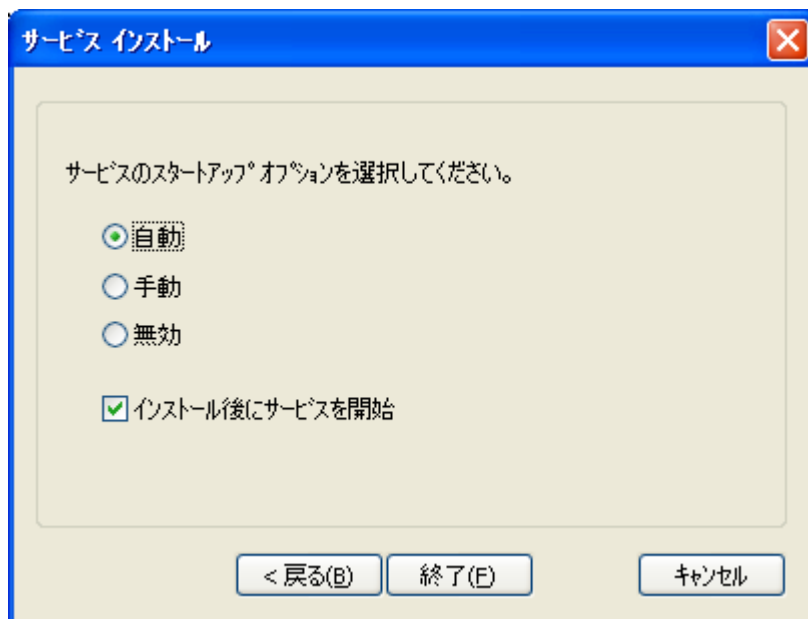 サービス インストール
サービスのスタートアップ オプションを選択してください。
自動
手動
無効
インストール後にサービスを開始
< 戻る(B)
終了(F)
キャンセル